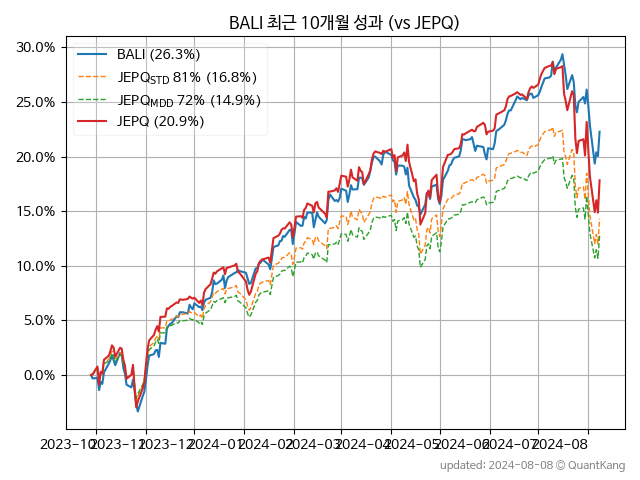 BALI 최근 10개월 성과 (vs JEPQ)
BALI (26.3%)
JEPQSTD 81% (16.8%)
JEPQMDD 72% (14.9%)
JEPQ (20.9%)
30.0%
25.0%
20.0%
15.0%
10.0%
5.0%
0.0%
2023-10 2023-11 2023-12 2024-01 2024-02 2024-03 2024-04 2024-05 2024-06 2024-07 2024-08
updated: 2024-08-08 © QuantKang